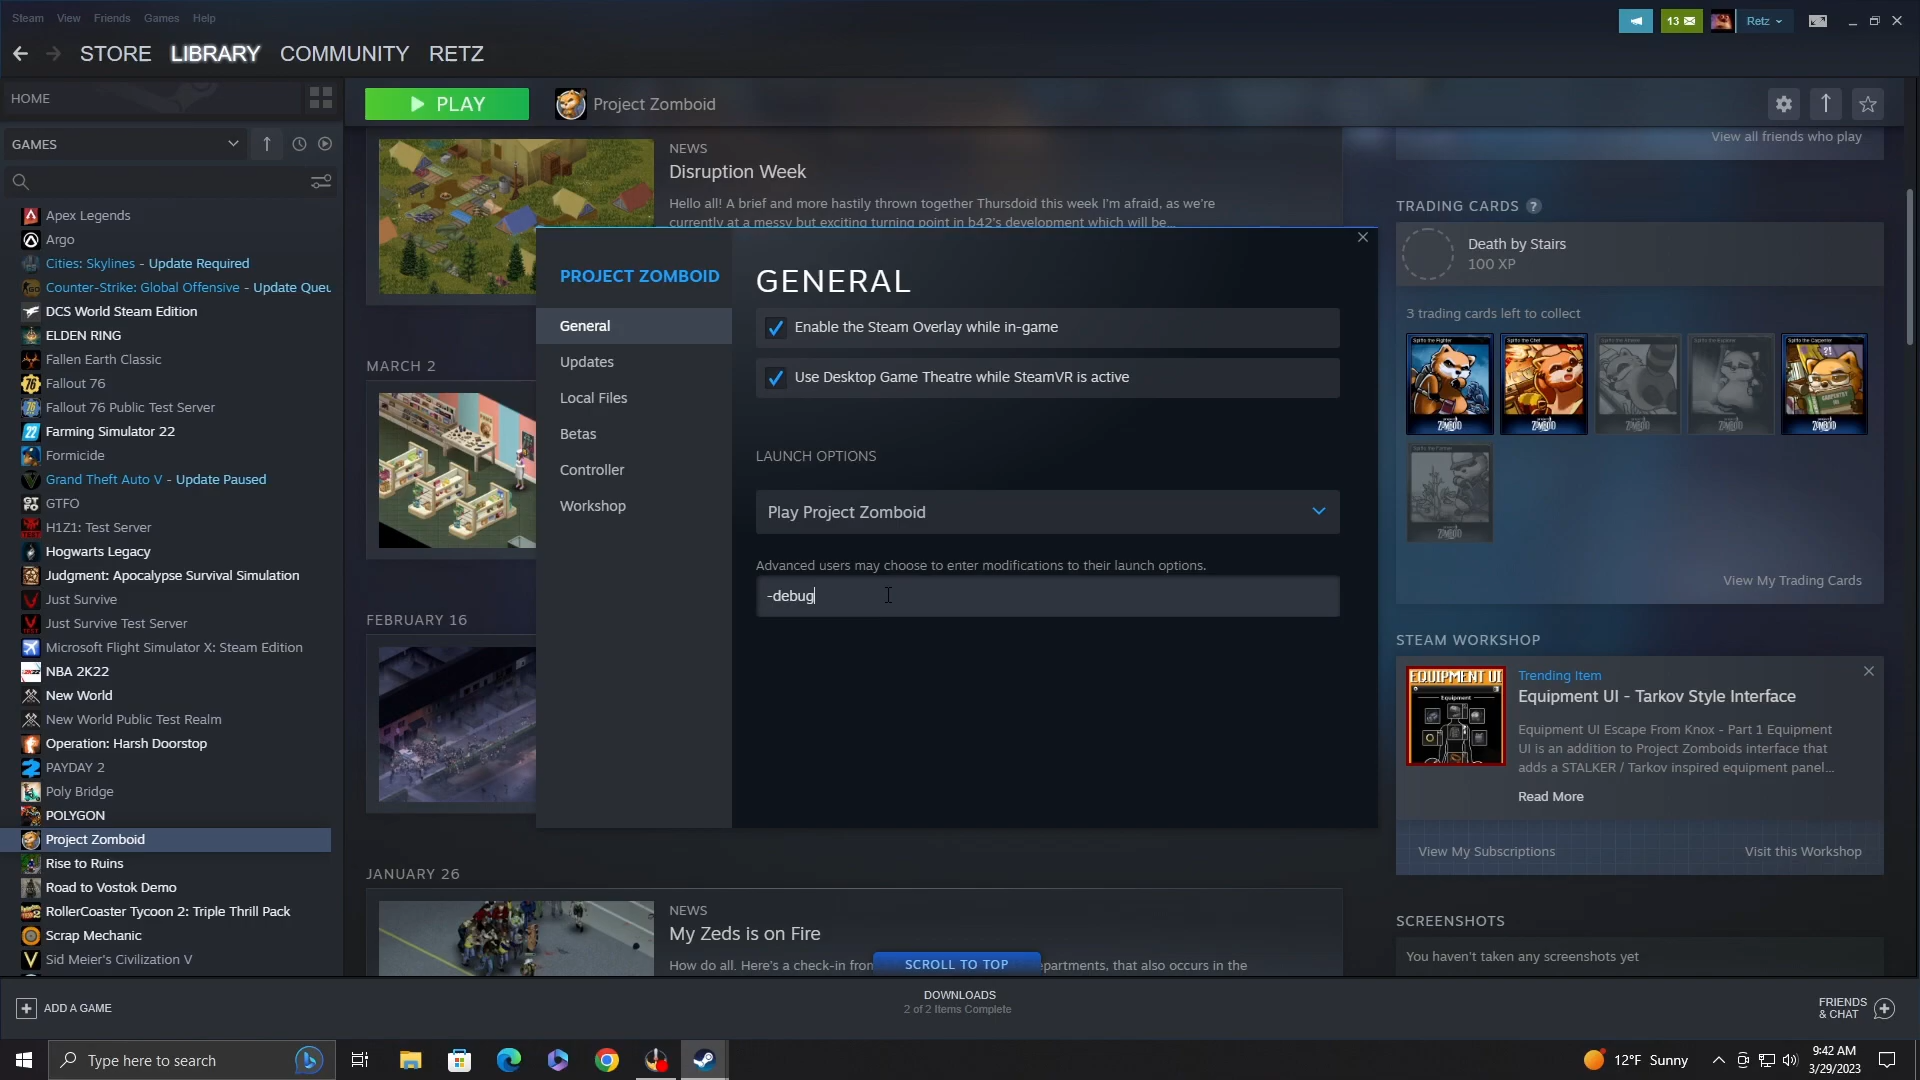 Steam View Friends Games Help
13
Retz
STORE LIBRARY COMMUNITY RETZ
HOME
PLAY
Project Zomboid
GAMES
Apex Legends
Argo
Cities: Skylines - Update Required
Counter-Strike: Global Offensive - Update Queu
DCS World Steam Edition
ELDEN RING
Fallen Earth Classic
Fallout 76
Fallout 76 Public Test Server
Farming Simulator 22
Formicide
Grand Theft Auto V - Update Paused
GTFO
H1Z1: Test Server
Hogwarts Legacy
Judgment: Apocalypse Survival Simulation
Just Survive
Just Survive Test Server
Microsoft Flight Simulator X: Steam Edition
NBA 2K22
New World
New World Public Test Realm
Operation: Harsh Doorstop
PAYDAY 2
Poly Bridge
POLYGON
Project Zomboid
Rise to Ruins
Road to Vostok Demo
RollerCoaster Tycoon 2: Triple Thrill Pack
Scrap Mechanic
Sid Meier's Civilization V
NEWS
Disruption Week
Hello all! A brief and more hastily thrown together Thursdoid this week I'm afraid, as we're
currently at a messy but exciting turning point in b42's development which will be...
MARCH 2
FEBRUARY 16
JANUARY 26
NEWS
My Zeds is on Fire
How do all. Here's a check-in from
epartments, that also occurs in the
SCROLL TO TOP
PROJECT ZOMBOID
General
Updates
Local Files
Betas
Controller
Workshop
GENERAL
Enable the Steam Overlay while in-game
Use Desktop Game Theatre while SteamVR is active
LAUNCH OPTIONS
Play Project Zomboid
Advanced users may choose to enter modifications to their launch options.
-debug
View all friends who play
TRADING CARDS ?
Death by Stairs
100 XP
3 trading cards left to collect
View My Trading Cards
STEAM WORKSHOP
EQUIPMENT UI
Equipment
Trending Item
Equipment UI - Tarkov Style Interface
Equipment UI Escape From Knox - Part 1 Equipment
UI is an addition to Project Zomboids interface that
adds a STALKER / Tarkov inspired equipment panel...
Read More
View My Subscriptions
Visit this Workshop
SCREENSHOTS
You haven't taken any screenshots yet
ADD A GAME
DOWNLOADS
2 of 2 Items Complete
FRIENDS
& CHAT
Type here to search
12°F Sunny
9:42 AM
3/29/2023